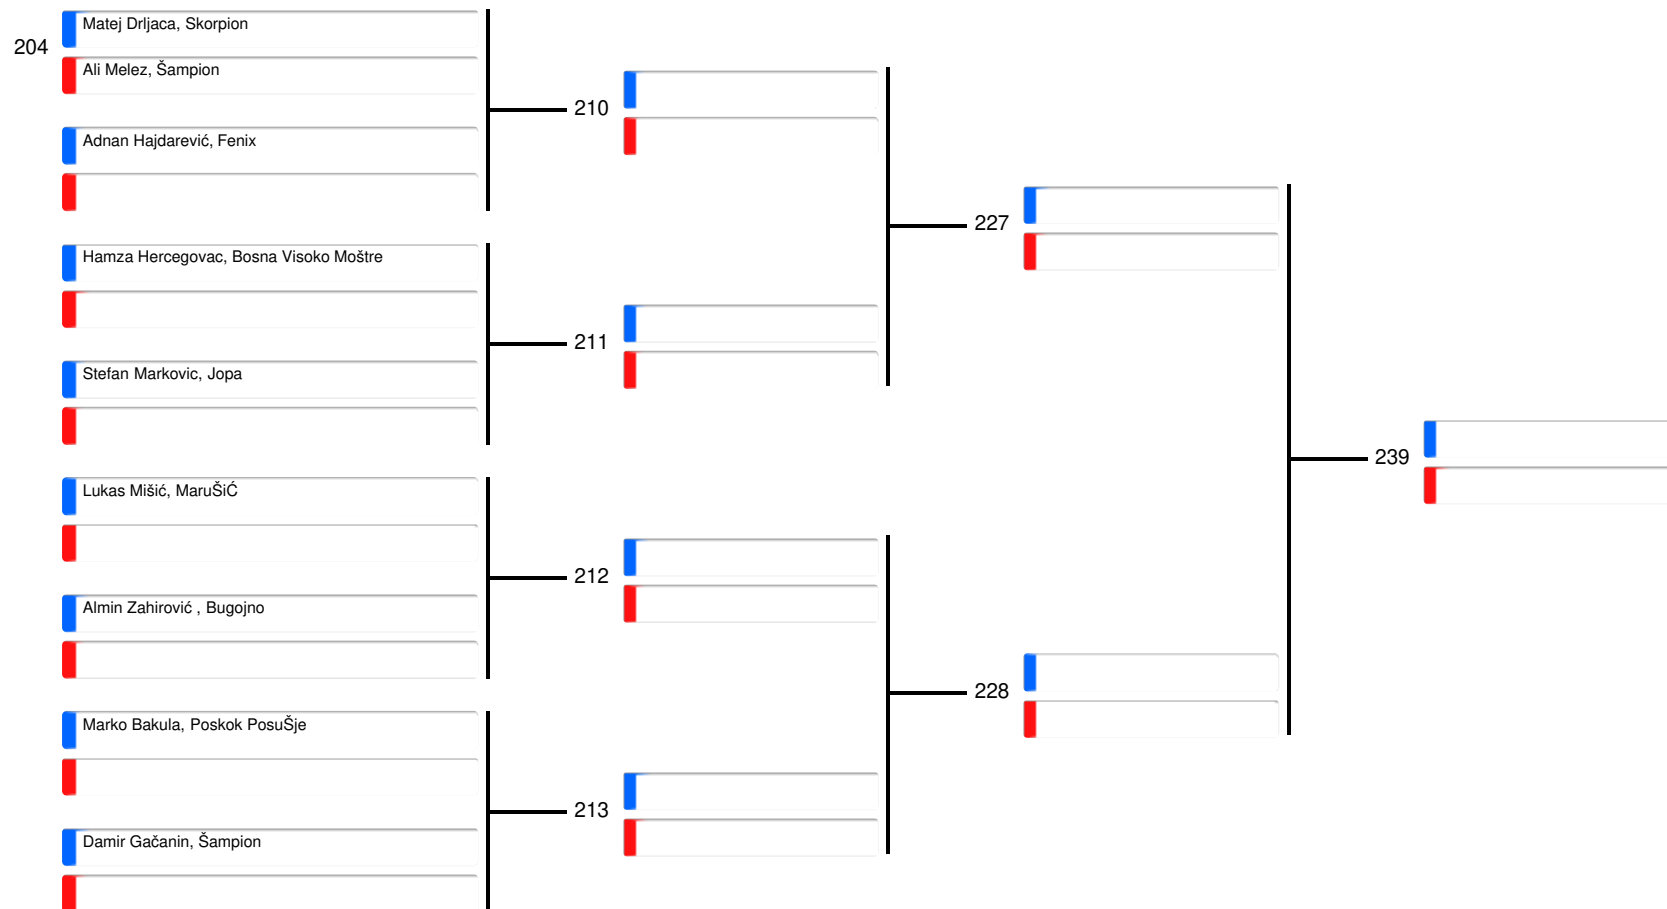 204
Matej Drljaca, Skorpion
Ali Melez, Šampion
210
Adnan Hajdarević, Fenix
227
Hamza Hercegovac, Bosna Visoko Moštre
211
Stefan Markovic, Jopa
239
Lukas Mišić, MaruŠiĆ
212
Almin Zahirović , Bugojno
228
Marko Bakula, Poskok PosuŠje
213
Damir Gačanin, Šampion